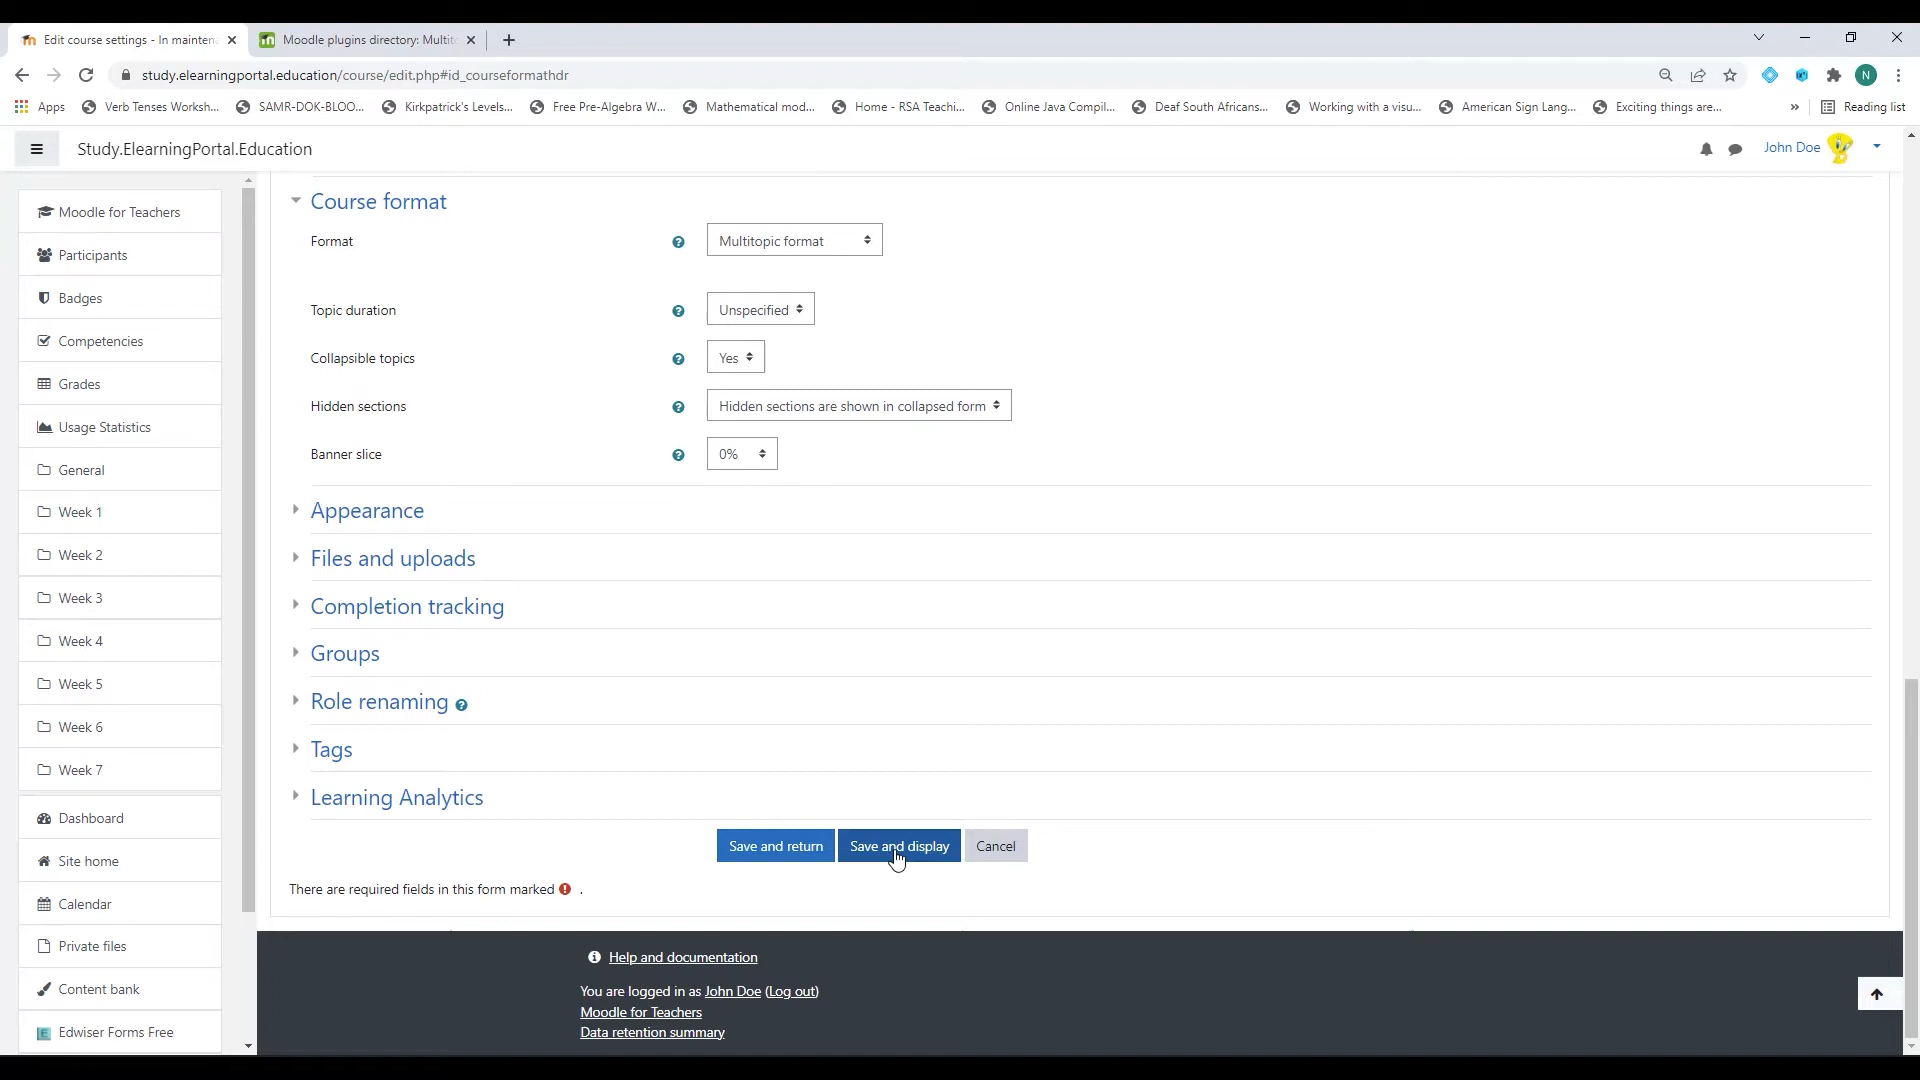 Edit course settings - In mainten
Moodle plugins directory: Multit
study.elearningportal.education/course/edit.php#id_courseformathdr
N
Apps
Verb Tenses Worksh...
SAMR-DOK-BLOO...
Kirkpatrick's Levels...
Free Pre-Algebra W...
Mathematical mod...
Home - RSA Teachi...
Online Java Compil...
Deaf South Africans...
Working with a visu...
American Sign Lang...
Exciting things are...
»
Reading list
Study.ElearningPortal.Education
John Doe
Moodle for Teachers
Participants
Badges
Competencies
Grades
Usage Statistics
General
Week 1
Week 2
Week 3
Week 4
Week 5
Week 6
Week 7
Dashboard
Site home
Calendar
Private files
Content bank
E Edwiser Forms Free
Course format
Format
Multitopic format
Topic duration
Unspecified
Collapsible topics
Yes
Hidden sections
Hidden sections are shown in collapsed form
Banner slice
0%
Appearance
Files and uploads
Completion tracking
Groups
Role renaming
Tags
Learning Analytics
Save and return
Save and display
Cancel
There are required fields in this form marked .
Help and documentation
You are logged in as John Doe (Log out)
Moodle for Teachers
Data retention summary